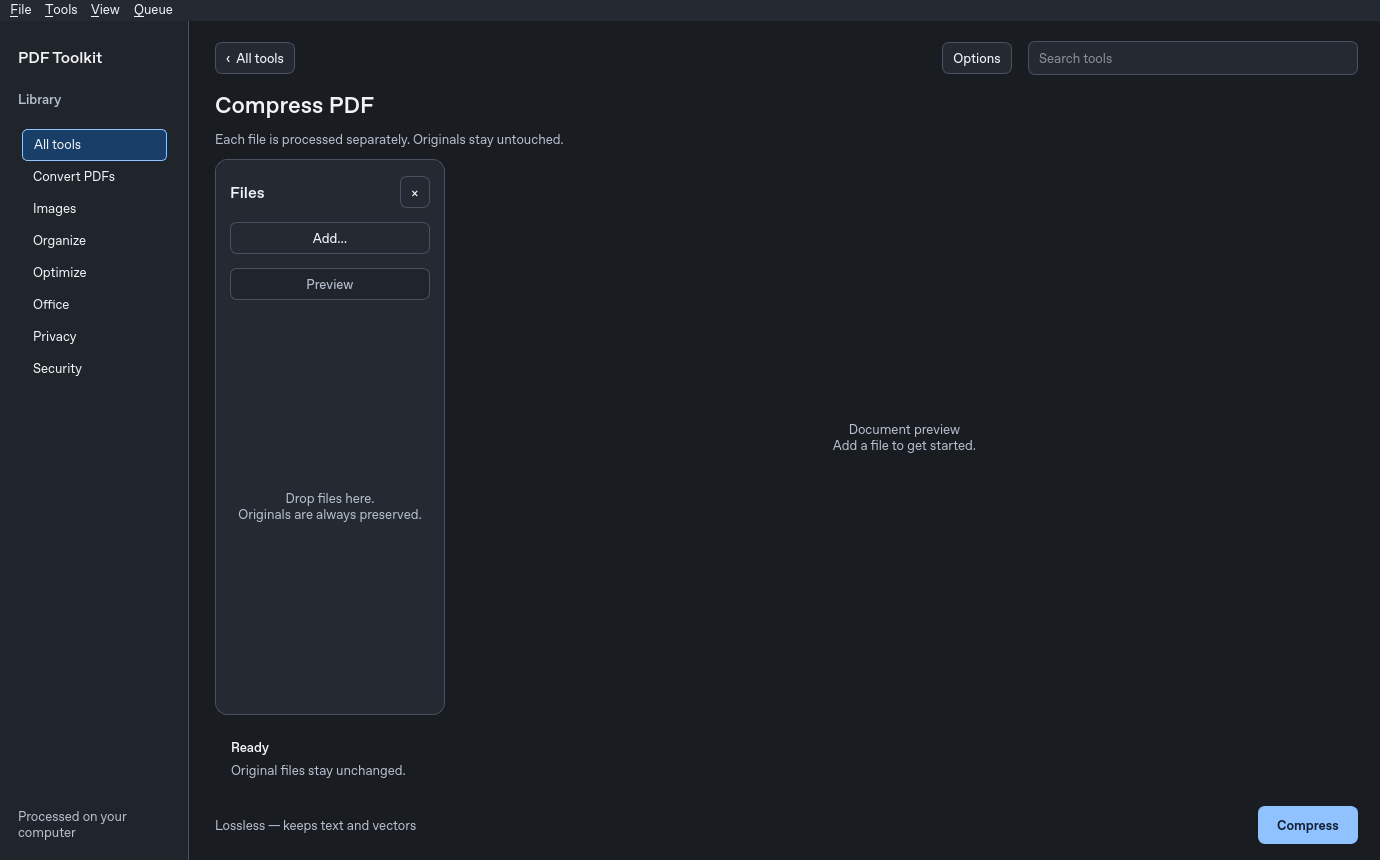 File Tools View Queue
PDF Toolkit
Library
All tools
Convert PDFs
Images
Organize
Optimize
Office
Privacy
Security
Processed on your
computer
‹ All tools
Options
Search tools
Compress PDF
Each file is processed separately. Originals stay untouched.
Files
×
Add...
Preview
Drop files here.
Originals are always preserved.
Document preview
Add a file to get started.
Ready
Original files stay unchanged.
Lossless — keeps text and vectors
Compress